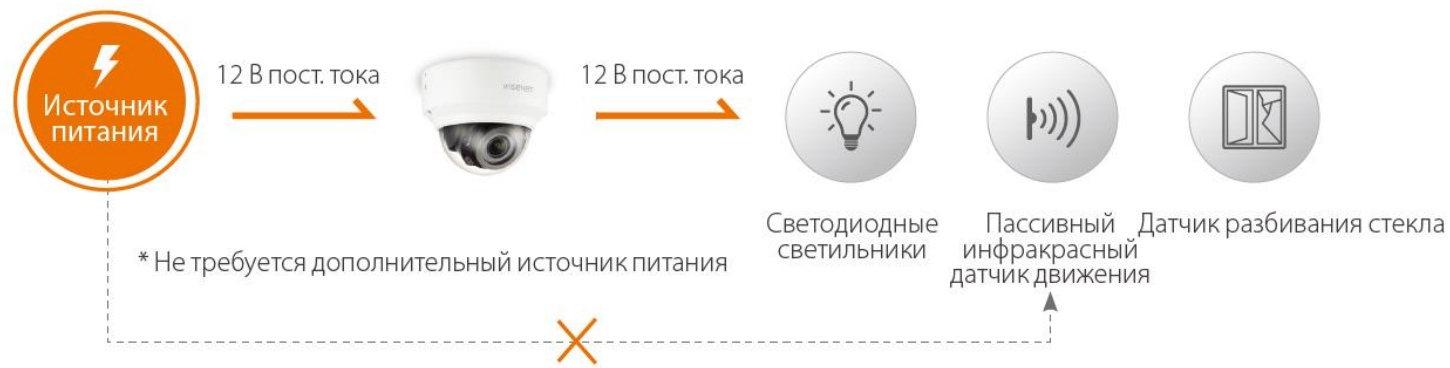 Источник
питания
12 В пост. тока
wisenet
12 В пост. тока
Светодиодные
светильники
Пассивный
инфракрасный
датчик движения
Датчик разбивания стекла
* Не требуется дополнительный источник питания